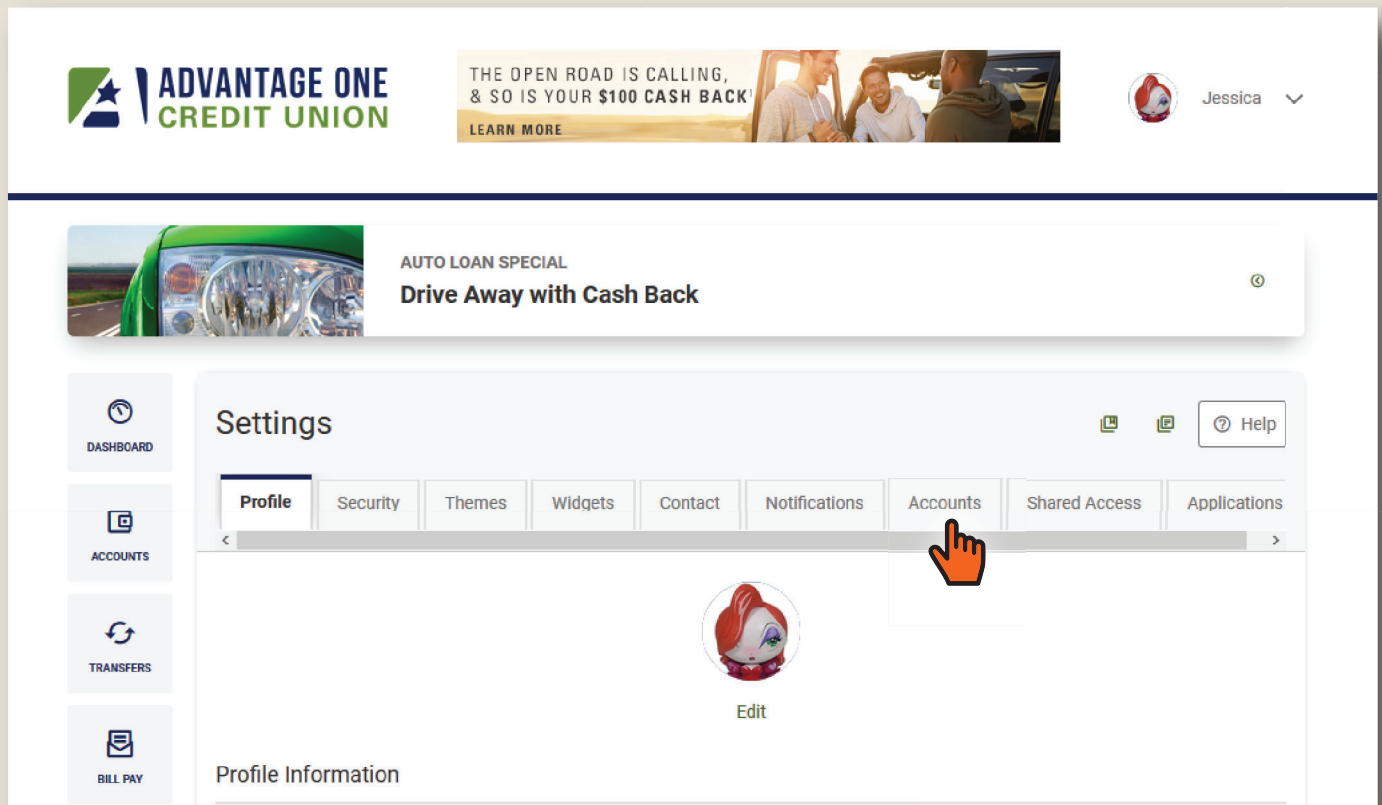 ADVANTAGE ONE
CREDIT UNION
THE OPEN ROAD IS CALLING,
& SO IS YOUR $100 CASH BACK¹
LEARN MORE
Jessica
AUTO LOAN SPECIAL
Drive Away with Cash Back
DASHBOARD
ACCOUNTS
TRANSFERS
BILL PAY
Settings
Help
Profile Security Themes Widgets Contact Notifications Accounts Shared Access Applications
Edit
Profile Information